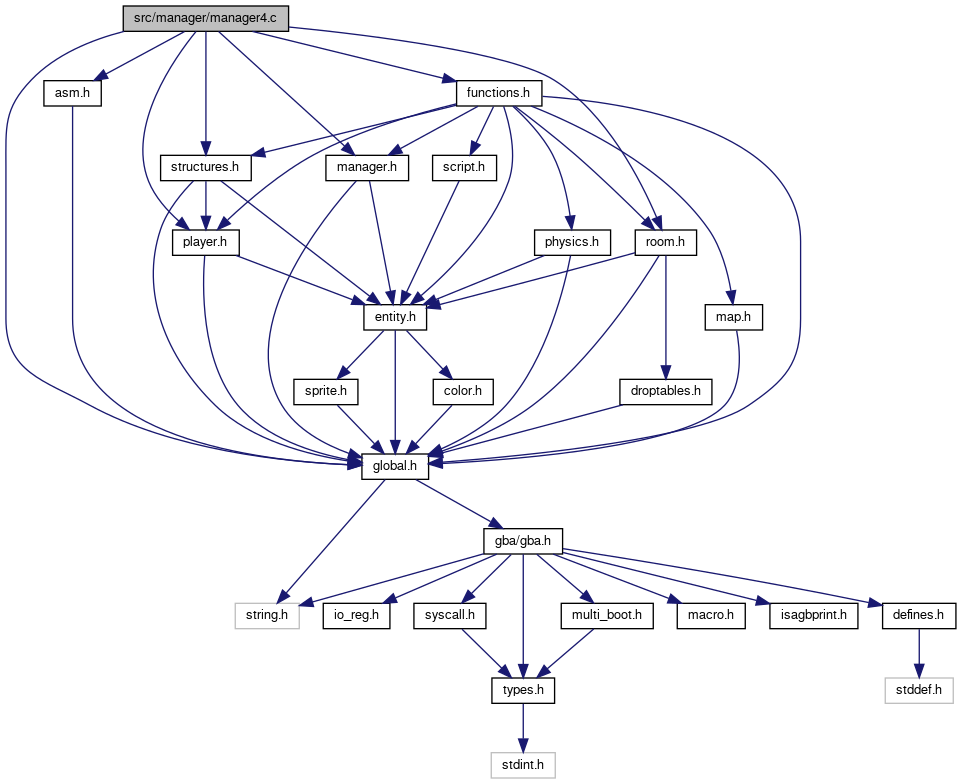 src/manager/manager4.c
asm.h
functions.h
structures.h
manager.h
script.h
player.h
physics.h
room.h
entity.h
map.h
sprite.h
color.h
droptables.h
global.h
gba/gba.h
string.h
io_reg.h
syscall.h
multi_boot.h
macro.h
isagbprint.h
defines.h
types.h
stddef.h
stdint.h